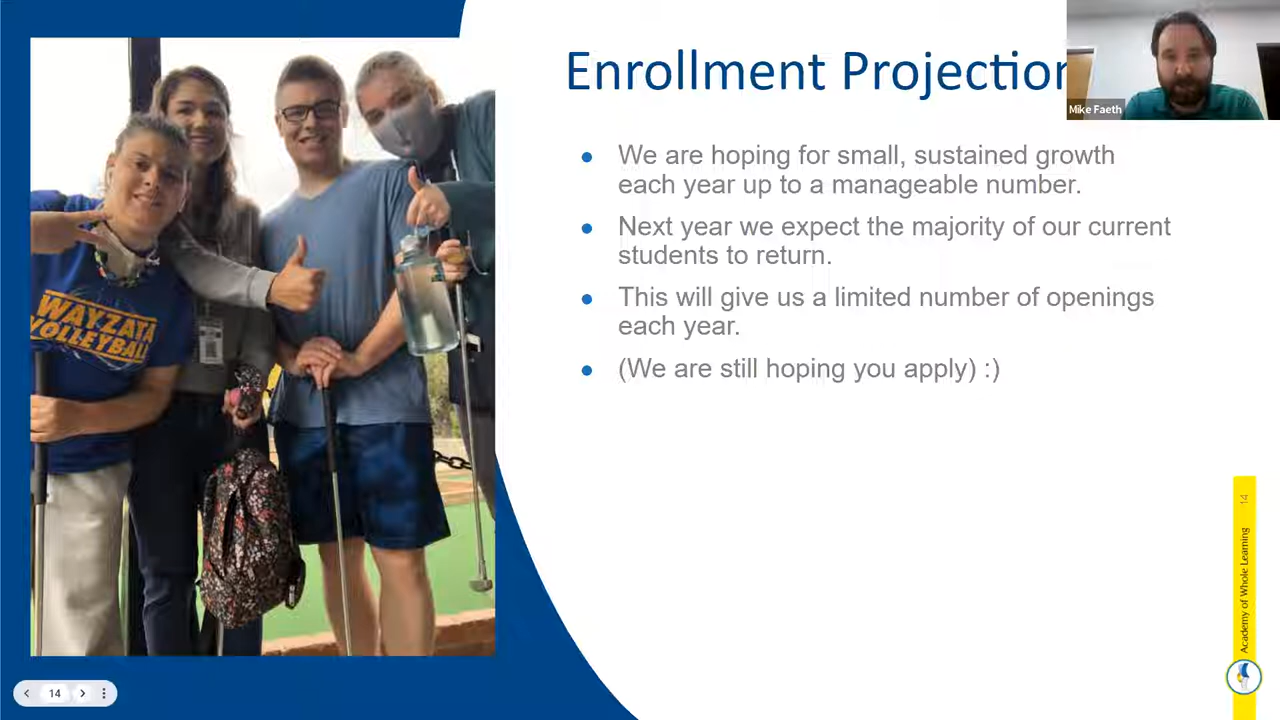 Enrollment Projection
Mike Faeth
• We are hoping for small, sustained growth
each year up to a manageable number.
• Next year we expect the majority of our current
students to return.
• This will give us a limited number of openings
each year.
• (We are still hoping you apply) :)
WAYZATA
VOLLEYBALL
14
Academy of Whole Learning
14